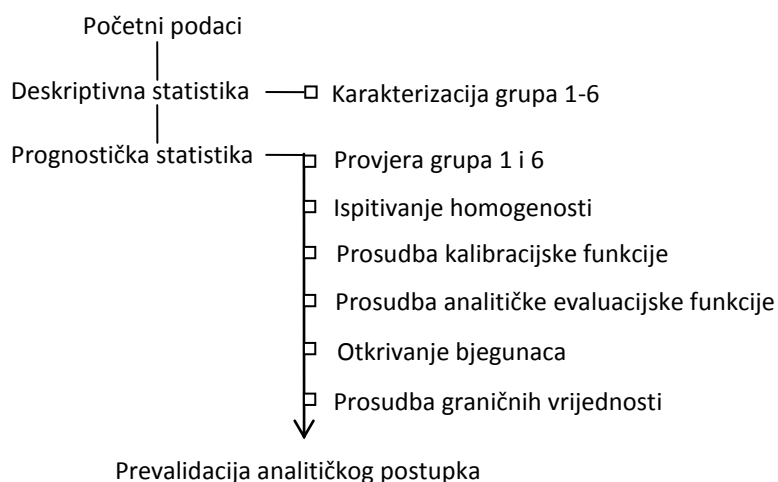 Početni podaci
Deskriptivna statistika
Karakterizacija grupa 1-6
Prognostička statistika
Provjera grupa 1 i 6
Ispitivanje homogenosti
Prosudba kalibracijske funkcije
Prosudba analitičke evaluacijske funkcije
Otkrivanje bjegunaca
Prosudba graničnih vrijednosti
Prevalidacija analitičkog postupka